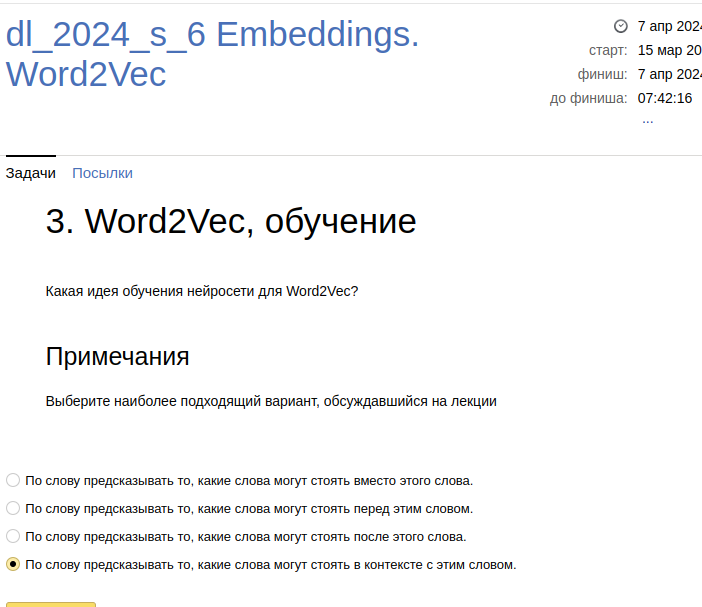 dl_2024_s_6 Embeddings.
Word2Vec
7 апр 2024
старт: 15 мар 20
финиш: 7 апр 2024
до финиша: 07:42:16
...
Задачи Посылки
3. Word2Vec, обучение
Какая идея обучения нейросети для Word2Vec?
Примечания
Выберите наиболее подходящий вариант, обсуждавшийся на лекции
По слову предсказывать то, какие слова могут стоять вместо этого слова.
По слову предсказывать то, какие слова могут стоять перед этим словом.
По слову предсказывать то, какие слова могут стоять после этого слова.
По слову предсказывать то, какие слова могут стоять в контексте с этим словом.